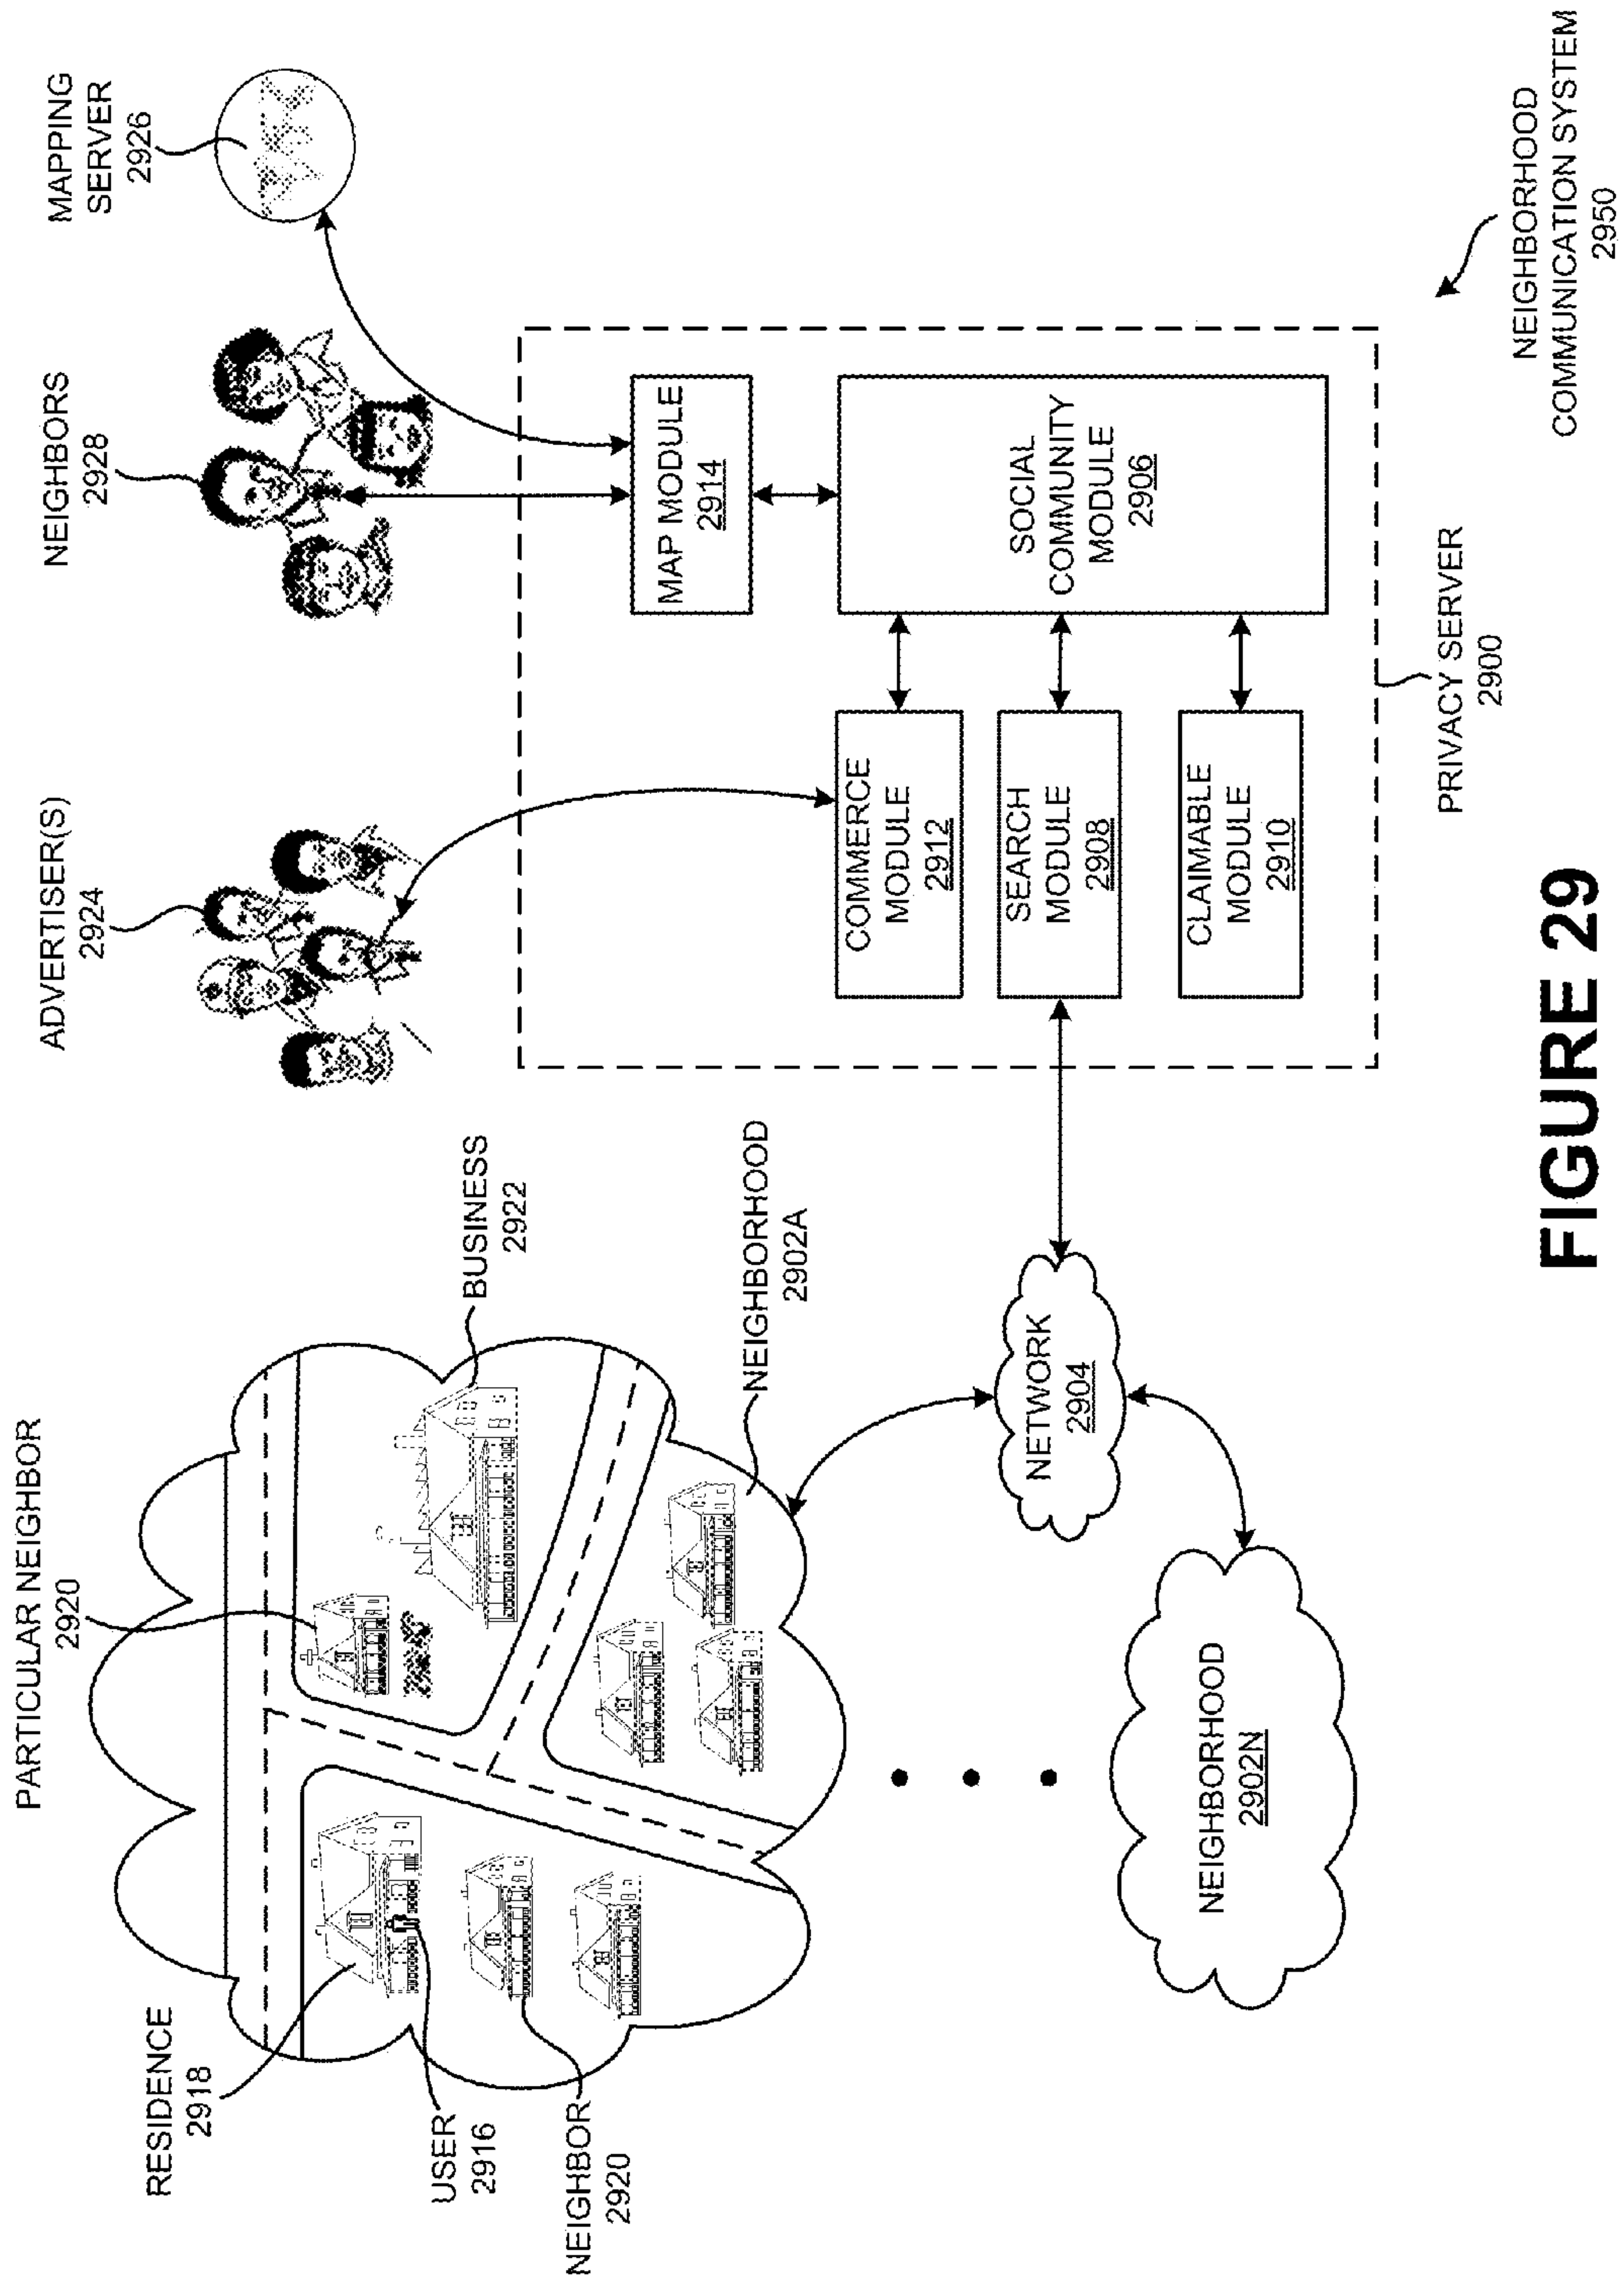 PARTICULAR NEIGHBOR
2920
ADVERTISER(S)
2924
NEIGHBORS
2928
MAPPING
SERVER
2926
RESIDENCE
2918
USER
2916
NEIGHBOR
2920
BUSINESS
2922
NEIGHBORHOOD
2902A
NETWORK
2904
NEIGHBORHOOD
2902N
MAP MODULE
2914
COMMERCE
MODULE
2912
SEARCH
MODULE
2908
CLAIMABLE
MODULE
2910
SOCIAL
COMMUNITY
MODULE
2906
PRIVACY SERVER
2900
NEIGHBORHOOD
COMMUNICATION SYSTEM
2950
FIGURE 29